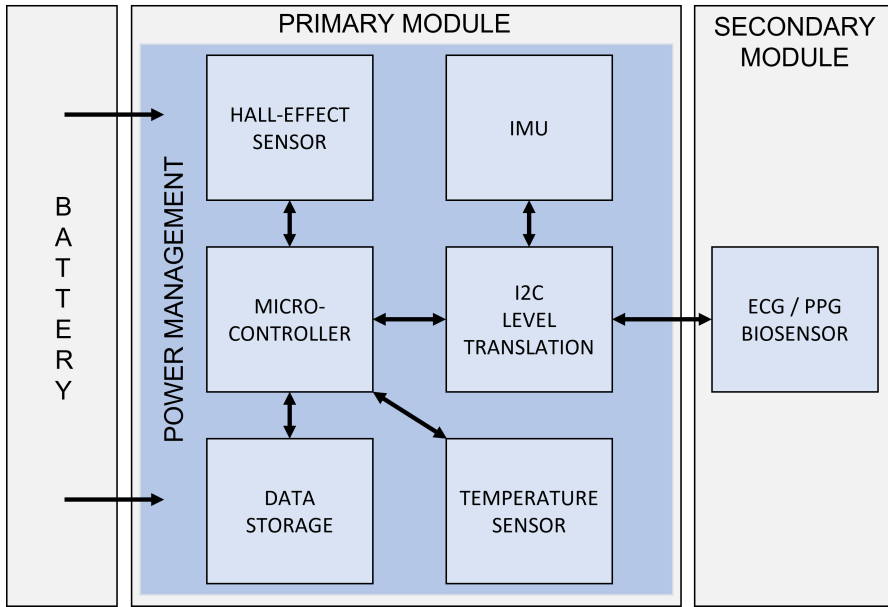 PRIMARY MODULE
SECONDARY
MODULE
HALL-EFFECT
SENSOR
IMU
BATTERY
POWER MANAGEMENT
MICRO-
CONTROLLER
I2C
LEVEL
TRANSLATION
ECG / PPG
BIOSENSOR
DATA
STORAGE
TEMPERATURE
SENSOR